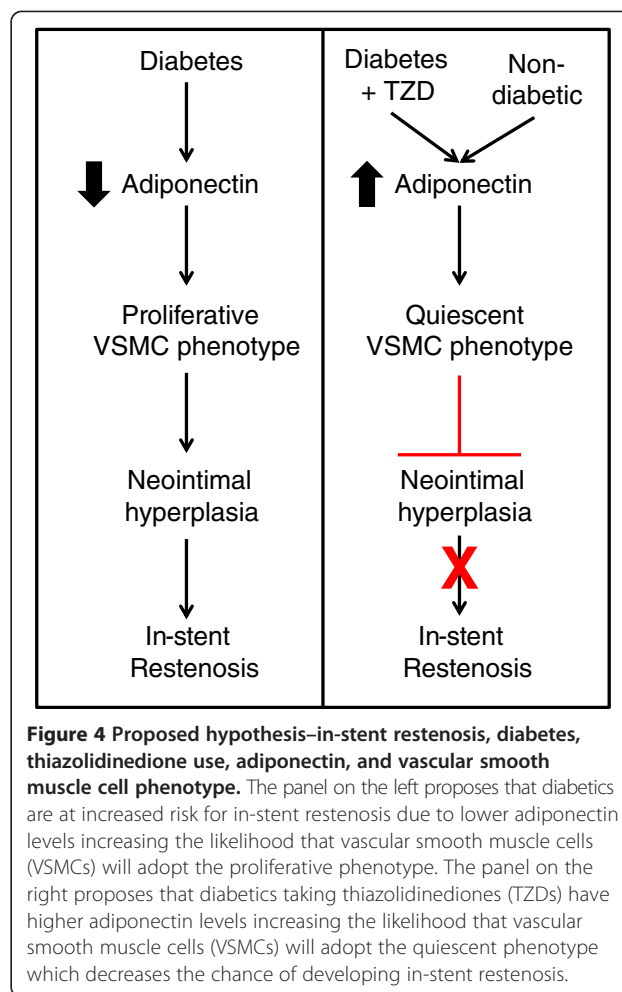 Diabetes
Adiponectin
Proliferative
VSMC phenotype
Neointimal
hyperplasia
In-stent
Restenosis
Diabetes
+ TZD
Non-
diabetic
Adiponectin
Quiescent
VSMC phenotype
Neointimal
hyperplasia
X
In-stent
Restenosis
Figure 4 Proposed hypothesis–in-stent restenosis, diabetes,
thiazolidinedione use, adiponectin, and vascular smooth
muscle cell phenotype. The panel on the left proposes that diabetics
are at increased risk for in-stent restenosis due to lower adiponectin
levels increasing the likelihood that vascular smooth muscle cells
(VSMCs) will adopt the proliferative phenotype. The panel on the
right proposes that diabetics taking thiazolidinediones (TZDs) have
higher adiponectin levels increasing the likelihood that vascular
smooth muscle cells (VSMCs) will adopt the quiescent phenotype
which decreases the chance of developing in-stent restenosis.